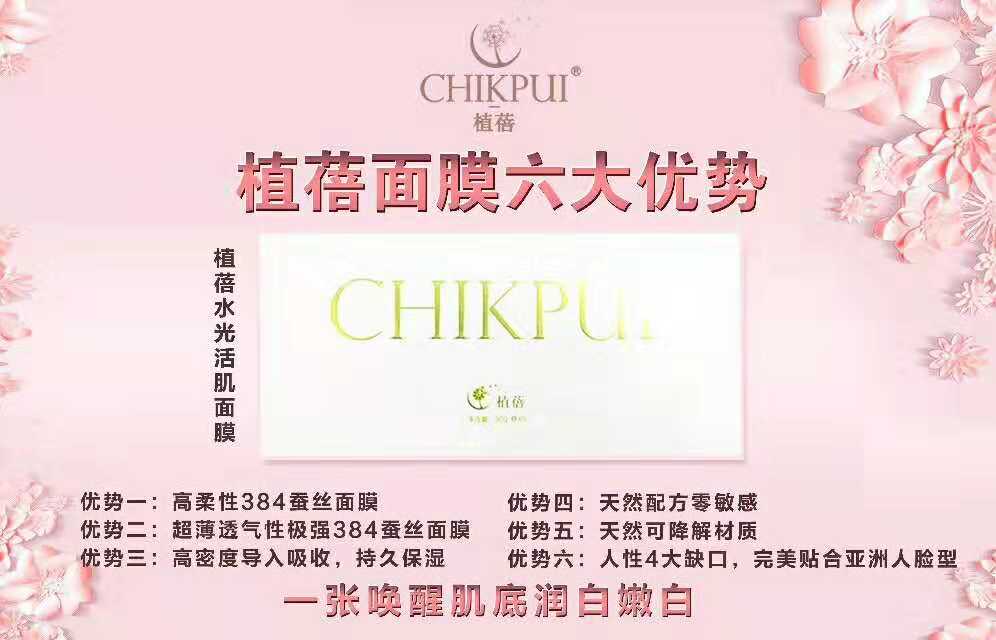 CHIKPUI®
植蓓
植蓓面膜六大优势
植蓓水光活肌面膜
CHIKPUI
植蓓
优势一：高柔性384蚕丝面膜
优势二：超薄透气性极强384蚕丝面膜
优势三：高密度导入吸收，持久保湿
优势四：天然配方零敏感
优势五：天然可降解材质
优势六：人性4大缺口，完美贴合亚洲人脸型
一张唤醒肌底润白嫩白